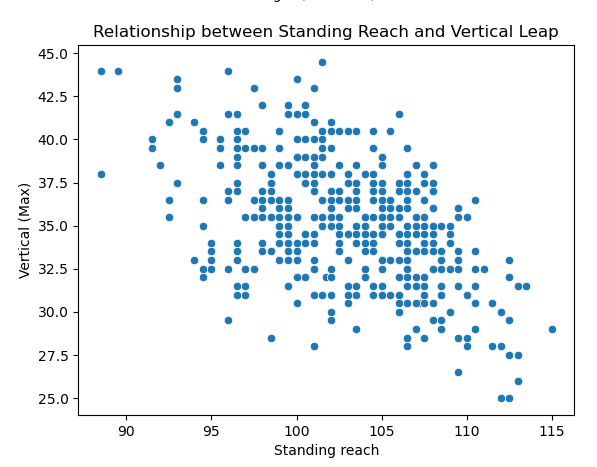 Relationship between Standing Reach and Vertical Leap
45.0
42.5
40.0
37.5
35.0
32.5
30.0
27.5
25.0
Vertical (Max)
90 95 100 105 110 115
Standing reach